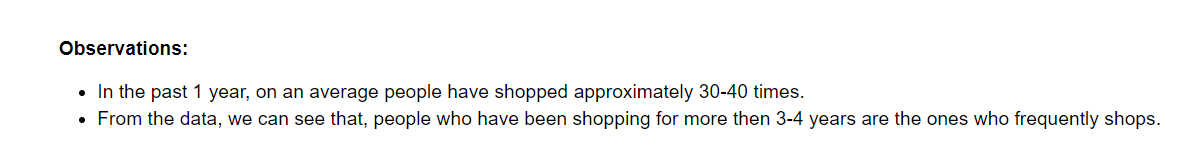 Observations:
• In the past 1 year, on an average people have shopped approximately 30-40 times.
• From the data, we can see that, people who have been shopping for more then 3-4 years are the ones who frequently shops.